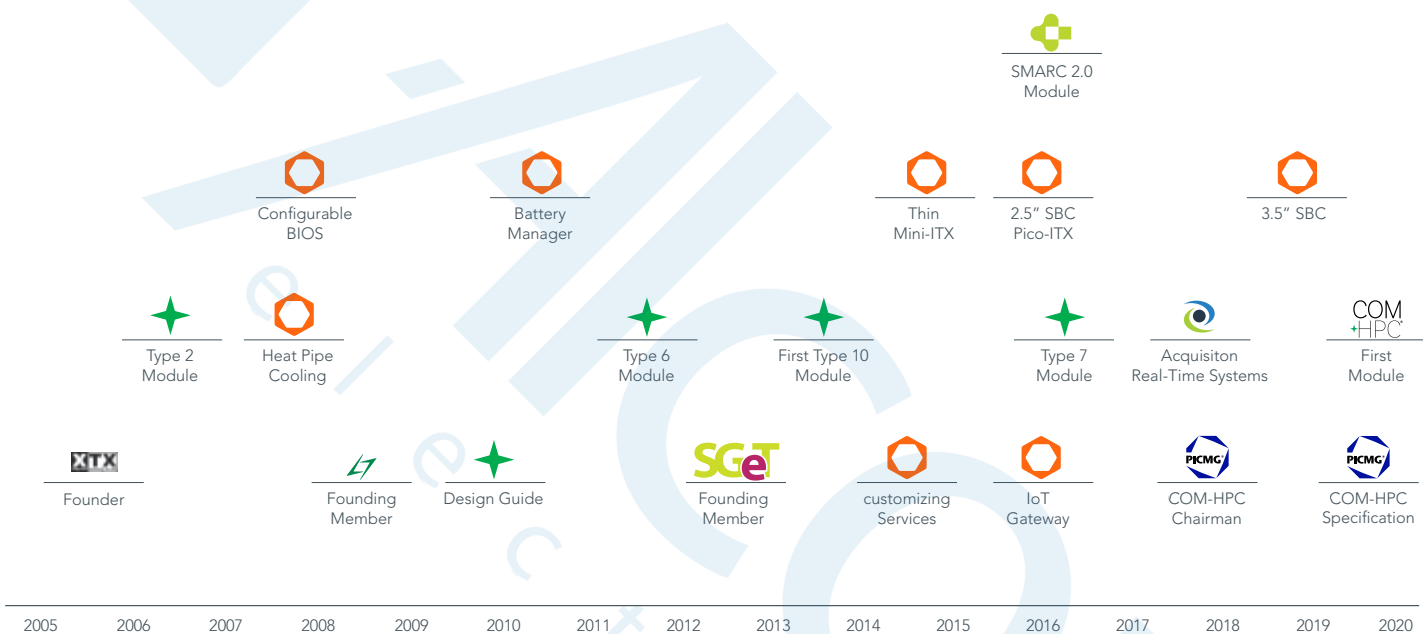 SMARC 2.0
Module
Configurable
BIOS
Battery
Manager
Thin
Mini-ITX
2.5” SBC
Pico-ITX
3.5” SBC
COM
HPC
Type 2
Module
Heat Pipe
Cooling
Type 6
Module
First Type 10
Module
Type 7
Module
Acquisiton
Real-Time Systems
First
Module
XTX
SGeT
PICMG
PICMG
Founder
Founding
Member
Design Guide
Founding
Member
customizing
Services
IoT
Gateway
COM-HPC
Chairman
COM-HPC
Specification
2005 2006 2007 2008 2009 2010 2011 2012 2013 2014 2015 2016 2017 2018 2019 2020